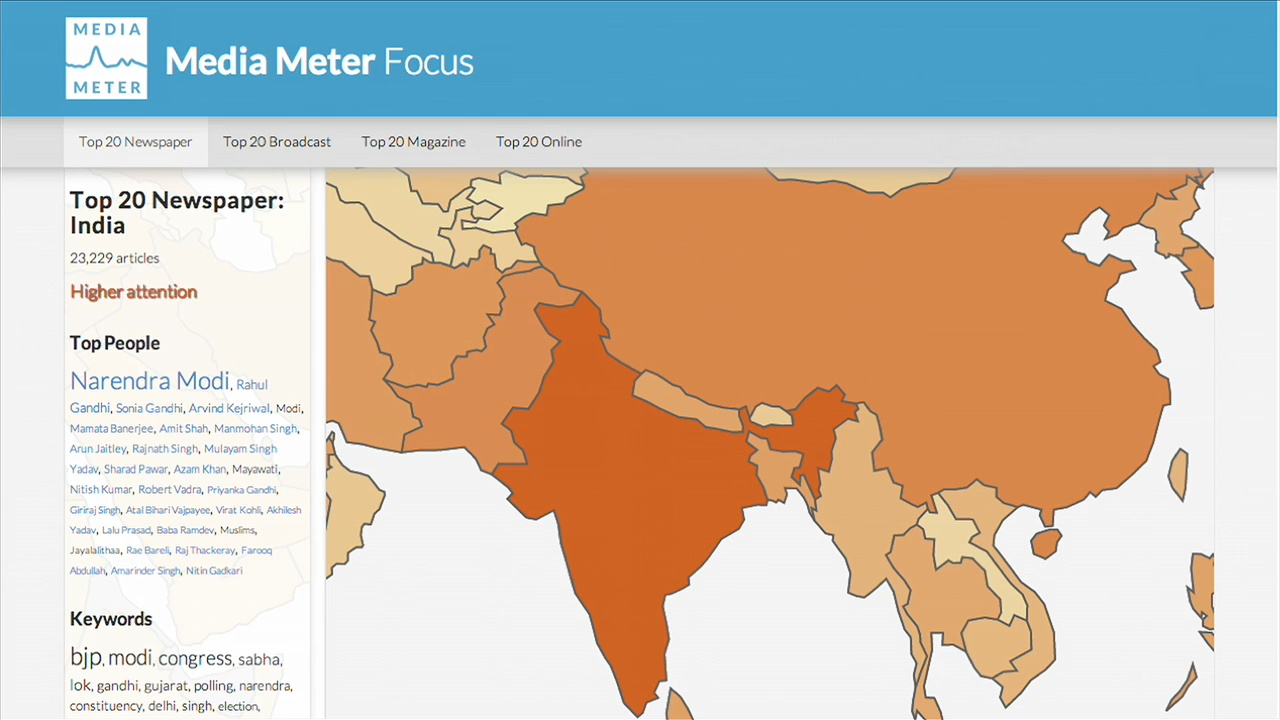 MEDIA
METER
Media Meter Focus
Top 20 Newspaper Top 20 Broadcast Top 20 Magazine Top 20 Online
Top 20 Newspaper:
India
23,229 articles
Higher attention
Top People
Narendra Modi, Rahul
Gandhi, Sonia Gandhi, Arvind Kejriwal, Modi,
Mamata Banerjee, Amit Shah, Manmohan Singh,
Arun Jaitley, Rajnath Singh, Mulayam Singh
Yadav, Sharad Pawar, Azam Khan, Mayawati,
Nitish Kumar, Robert Vadra, Priyanka Gandhi,
Giriraj Singh, Atal Bihari Vajpayee, Virat Kohli, Akhilesh
Yadav, Lalu Prasad, Baba Ramdev, Muslims,
Jayalalithaa, Rae Bareli, Raj Thackeray, Farooq
Abdullah, Amarinder Singh, Nitin Gadkari
Keywords
bjp, modi, congress, sabha,
lok, gandhi, gujarat, polling, narendra,
constituency, delhi, singh, election,